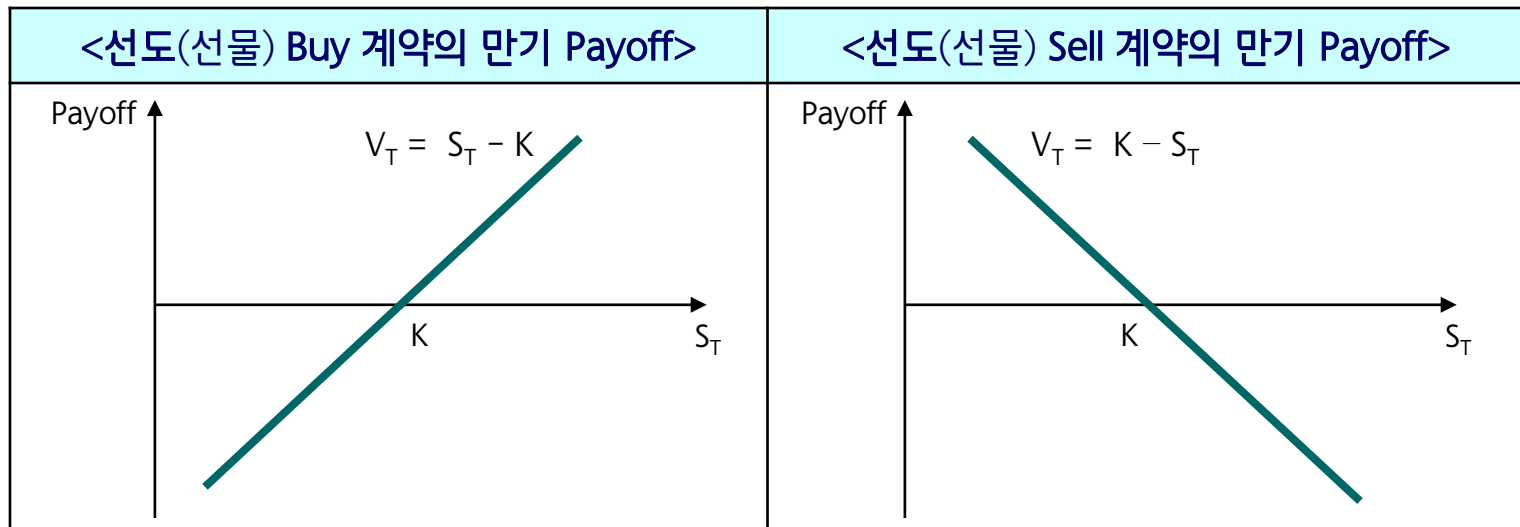 <선도(선물) Buy 계약의 만기 Payoff>
<선도(선물) Sell 계약의 만기 Payoff>
Payoff
V_T = S_T - K
K
S_T
Payoff
V_T = K – S_T
K
S_T